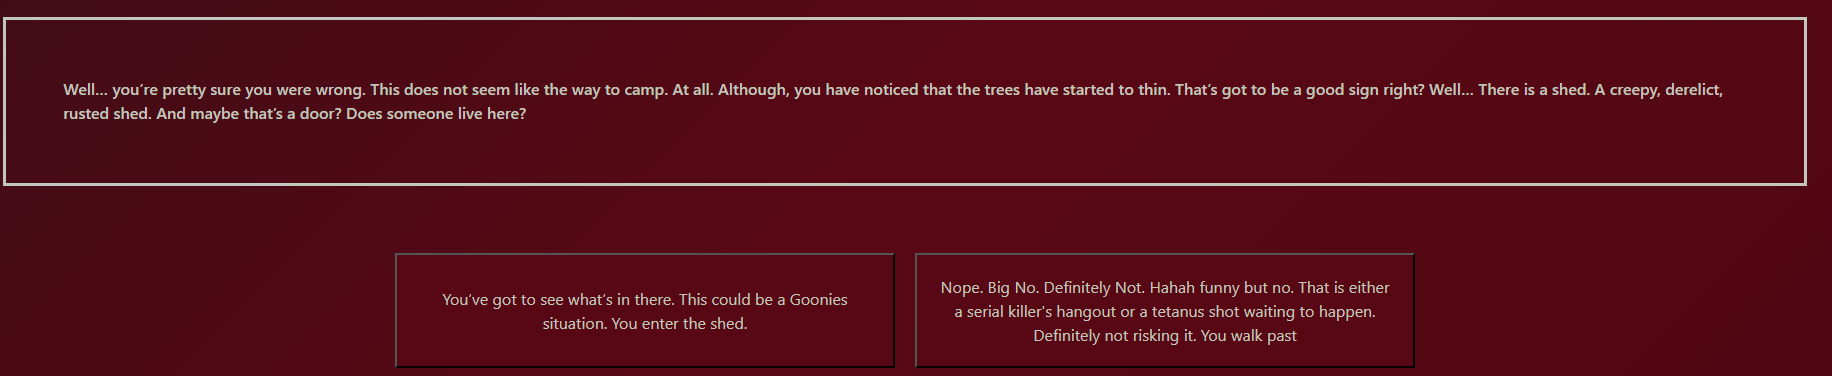 Well... you’re pretty sure you were wrong. This does not seem like the way to camp. At all. Although, you have noticed that the trees have started to thin. That’s got to be a good sign right? Well... There is a shed. A creepy, derelict,
rusted shed. And maybe that’s a door? Does someone live here?
You’ve got to see what’s in there. This could be a Goonies
situation. You enter the shed.
Nope. Big No. Definitely Not. Hahah funny but no. That is either
a serial killer's hangout or a tetanus shot waiting to happen.
Definitely not risking it. You walk past